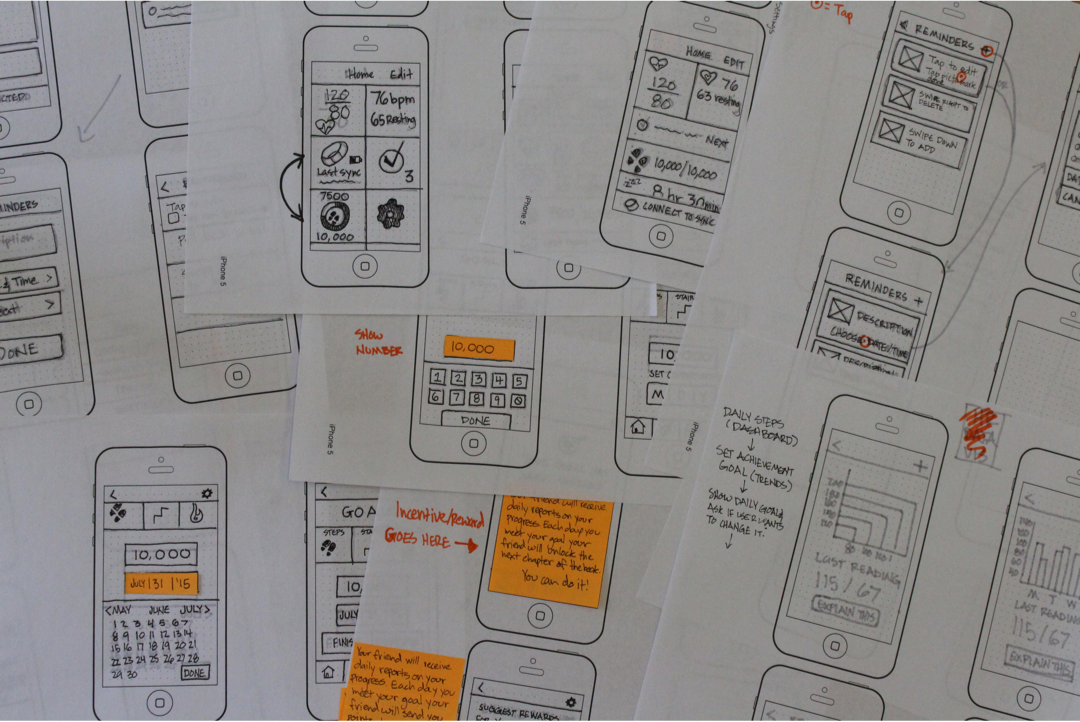 MINDERS
& Time >
DONE
iPhone 5
Home Edit
120
80
76 bpm
65 Resting
Last sync
3
7500
10,000
iPhone 5
HOME EDIT
120
80
76
63 resting
NEXT
10,000/10,000
8 hr 30min
CONNECT TO SYNC
Settings
= Tap
< REMINDERS +
Tap to edit
SWIPE RIGHT TO
DELETE
SWIPE DOWN
TO ADD
REMINDERS +
DESCRIPTION
CHOOSE DATE/TIME
SHOW
NUMBER
iPhone 5
10,000
1 2 3 4 5
6 7 8 9 0
DONE
STAIR
10
SET
M
iPhone 5
DAILY STEPS
(DASHBOARD)
↓
SET ACHIEVEMENT
GOAL (TRENDS)
↓
SHOW DAILY GOAL &
ASK IF USER WANTS
TO CHANGE IT.
↓
< +
LAST READING
115/67
EXPLAIN THIS
<
M T W
LAST READIN
115/67
EXPLAIN THIS
<
10,000
JULY | 31 | '15
<MAY JUNE JULY>
1 2 3 4 5 6 7
8 9 10 11 12 13 14
15 16 17 18 19 20 21
22 23 24 25 26 27 28
29 30
DONE
<
GOA
STEPS
STA
10
JULY
FINIS
Incentive/reward
GOES HERE →
Your friend will receive
daily reports on your
progress. Each day you
meet your goal your
friend will unlock the
next chapter of the book.
You can do it!
Your friend will receive
daily reports on your
progress. Each day you
meet your goal your
friend will send you
<
SUGGEST REWARDS